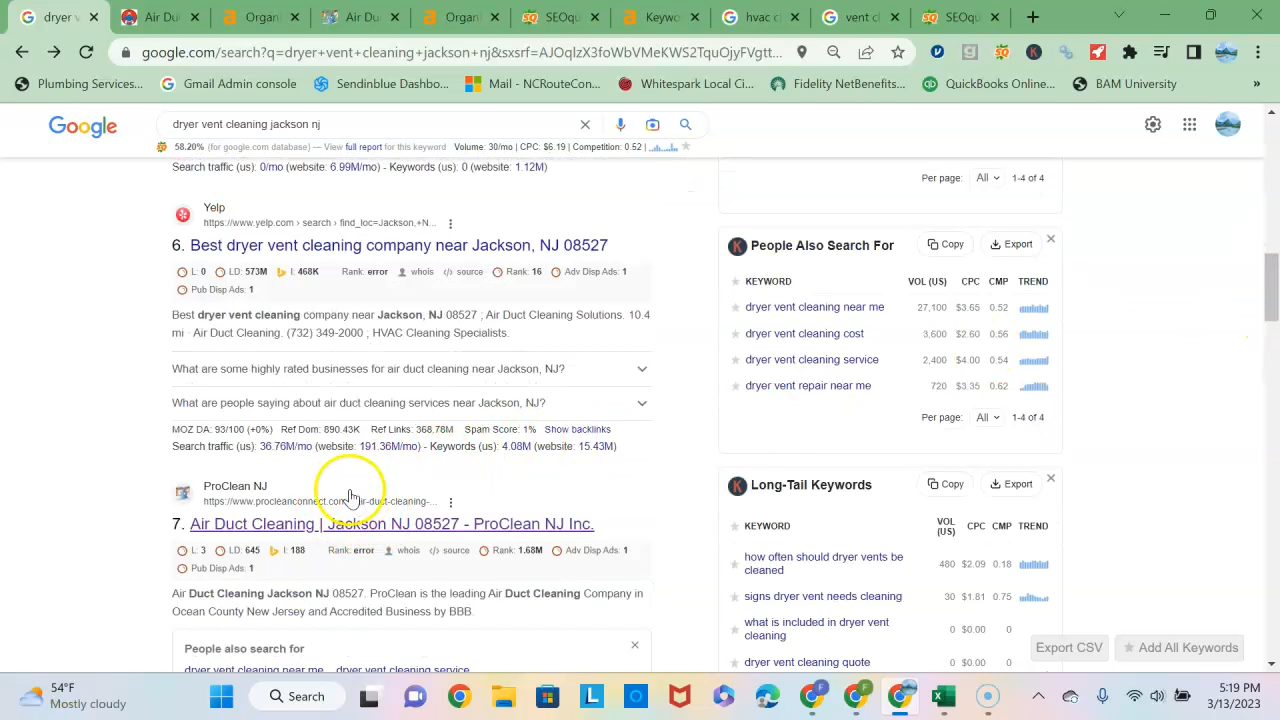 Air Du
Organi
Air Du
Organi
SEOqu
Keywo
hvac cl
vent cl
SEOqu
google.com/search?q=dryer+vent+cleaning+jackson+nj&sxsrf=AJOqlzX3foWbVMeKWS2TquOjyFVgtt...
Plumbing Services...
Gmail Admin console
Sendinblue Dashbo...
Mail - NCRouteCon...
Whitespark Local Ci...
Fidelity NetBenefits...
QuickBooks Online
BAM University
Google
dryer vent cleaning jackson nj
58.20% (for google.com database) — View full report for this keyword Volume: 30/mo | CPC: $6.19 | Competition: 0.52 |
Search traffic (us): 0/mo (website: 6.99M/mo) - Keywords (us): 0 (website: 1.12M)
Yelp
https://www.yelp.com › search › find_loc=Jackson,+N...
6. Best dryer vent cleaning company near Jackson, NJ 08527
L: 0 LD: 573M I: 468K Rank: error whois </> source Rank: 16 Adv Disp Ads: 1
Pub Disp Ads: 1
Best dryer vent cleaning company near Jackson, NJ 08527 ; Air Duct Cleaning Solutions. 10.4
mi · Air Duct Cleaning. (732) 349-2000 ; HVAC Cleaning Specialists.
What are some highly rated businesses for air duct cleaning near Jackson, NJ?
What are people saying about air duct cleaning services near Jackson, NJ?
MOZ DA: 93/100 (+0%) Ref Dom: 890.43K Ref Links: 368.78M Spam Score: 1% Show backlinks
Search traffic (us): 36.76M/mo (website: 191.36M/mo) - Keywords (us): 4.08M (website: 15.43M)
ProClean NJ
https://www.procleanconnect.com › air-duct-cleaning-...
7. Air Duct Cleaning | Jackson NJ 08527 - ProClean NJ Inc.
L: 3 LD: 645 I: 188 Rank: error whois </> source Rank: 1.68M Adv Disp Ads: 1
Pub Disp Ads: 1
Air Duct Cleaning Jackson NJ 08527. ProClean is the leading Air Duct Cleaning Company in
Ocean County New Jersey and Accredited Business by BBB.
People also search for
dryer vent cleaning near me dryer vent cleaning service
Per page: All 1-4 of 4
People Also Search For Copy Export
KEYWORD VOL (US) CPC CMP TREND
dryer vent cleaning near me 27,100 $3.65 0.52
dryer vent cleaning cost 3,600 $2.60 0.56
dryer vent cleaning service 2,400 $4.00 0.54
dryer vent repair near me 720 $3.35 0.62
Per page: All 1-4 of 4
Long-Tail Keywords Copy Export
KEYWORD VOL (US) CPC CMP TREND
how often should dryer vents be cleaned 480 $2.09 0.18
signs dryer vent needs cleaning 30 $1.81 0.75
what is included in dryer vent cleaning 0 $0.00 0
dryer vent cleaning quote 0 $0.00 0
Export CSV
Add All Keywords
54°F
Mostly cloudy
Search
5:19 PM
3/13/2023